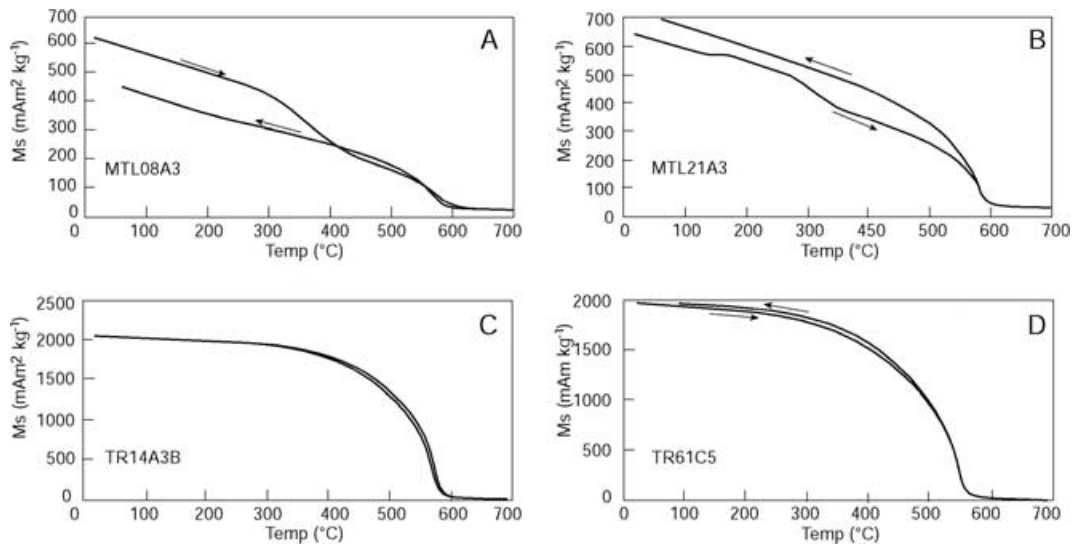 A
700
600
500
400
300
200
100
0
Ms (mAm² kg⁻¹)
MTL08A3
0 100 200 300 400 500 600 700
Temp (°C)
B
700
600
500
400
300
200
100
0
Ms (mAm² kg⁻¹)
MTL21A3
0 100 200 300 450 500 600 700
Temp (°C)
C
2500
2000
2000
1000
500
0
Ms (mAm² kg⁻¹)
TR14A3B
0 100 200 300 400 500 600 700
Temp (°C)
D
2000
1500
1000
500
0
Ms (mAm kg⁻¹)
TR61C5
0 100 200 300 400 500 600 700
Temp (°C)